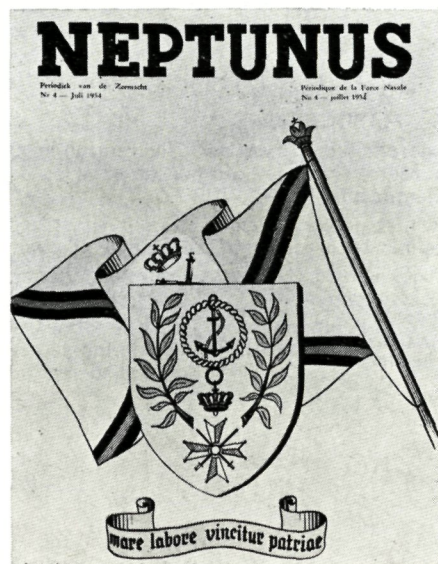 NEPTUNUS
Periodiek van de Zeemacht
Nr 4 — Juli 1954
Périodique de la Force Navale
No 4 — juillet 1954
mare labore vincitur patriae